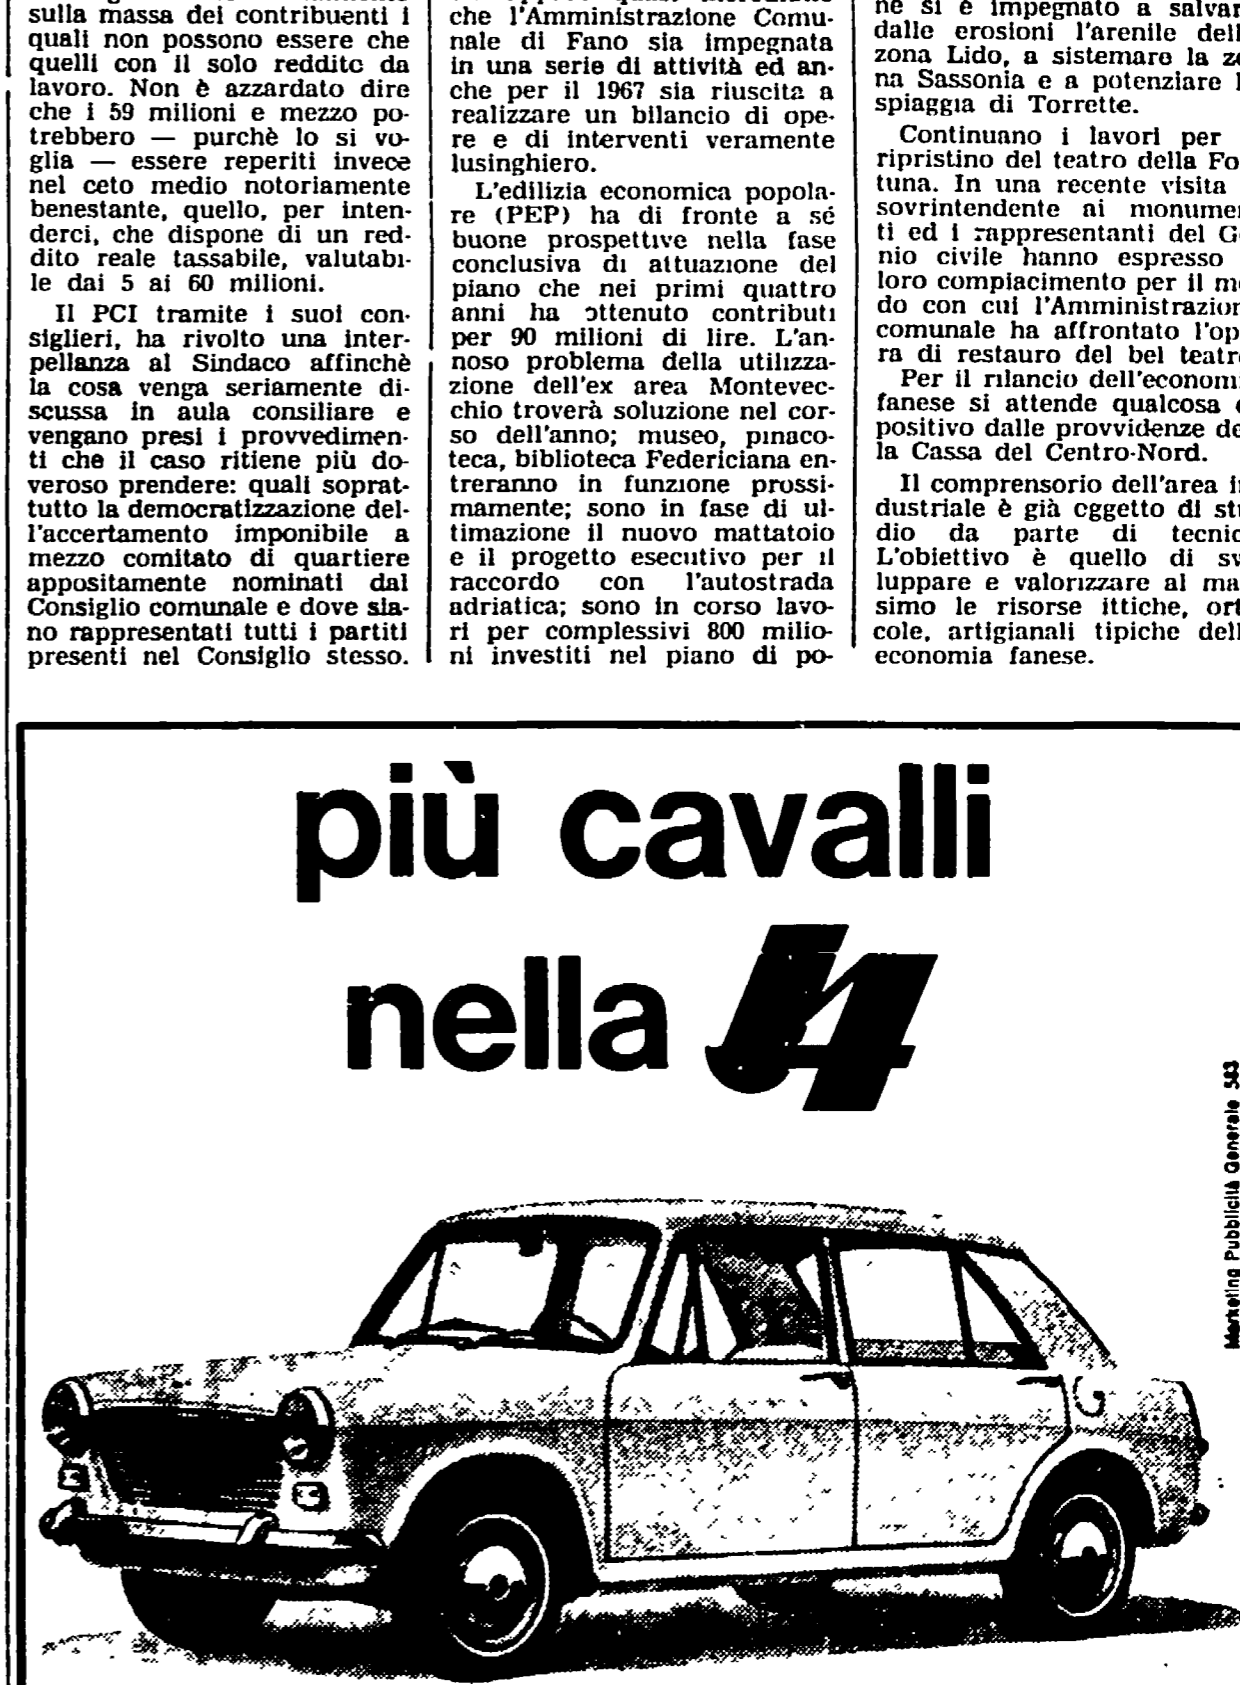 sulla massa dei contribuenti i
quali non possono essere che
quelli con il solo reddito da
lavoro. Non è azzardato dire
che i 59 milioni e mezzo po-
trebbero — purchè lo si vo-
glia — essere reperiti invece
nel ceto medio notoriamente
benestante, quello, per inten-
derci, che dispone di un red-
dito reale tassabile, valutabi-
le dai 5 ai 60 milioni.
Il PCI tramite i suoi con-
siglieri, ha rivolto una inter-
pellanza al Sindaco affinchè
la cosa venga seriamente di-
scussa in aula consiliare e
vengano presi i provvedimen-
ti che il caso ritiene più do-
veroso prendere: quali soprat-
tutto la democratizzazione del-
l'accertamento imponibile a
mezzo comitato di quartiere
appositamente nominati dal
Consiglio comunale e dove sia-
no rappresentati tutti i partiti
presenti nel Consiglio stesso.
che l'Amministrazione Comu-
nale di Fano sia impegnata
in una serie di attività ed an-
che per il 1967 sia riuscita a
realizzare un bilancio di ope-
re e di interventi veramente
lusinghiero.
L'edilizia economica popola-
re (PEP) ha di fronte a sé
buone prospettive nella fase
conclusiva di attuazione del
piano che nei primi quattro
anni ha ottenuto contributi
per 90 milioni di lire. L'an-
noso problema della utilizza-
zione dell'ex area Montevec-
chio troverà soluzione nel cor-
so dell'anno; museo, pinaco-
teca, biblioteca Federiciana en-
treranno in funzione prossi-
mamente; sono in fase di ul-
timazione il nuovo mattatoio
e il progetto esecutivo per il
raccordo con l'autostrada
adriatica; sono in corso lavo-
ri per complessivi 800 milio-
ni investiti nel piano di po-
ne si è impegnato a salvar
dalle erosioni l'arenile dell
zona Lido, a sistemare la zo
na Sassonia e a potenziare l
spiaggia di Torrette.
Continuano i lavori per
ripristino del teatro della Fo
tuna. In una recente visita
sovrintendente ai monumen
ti ed i rappresentanti del Ge
nio civile hanno espresso
loro compiacimento per il mo
do con cui l'Amministrazion
comunale ha affrontato l'op
ra di restauro del bel teatro
Per il rilancio dell'economi
fanese si attende qualcosa d
positivo dalle provvidenze de
la Cassa del Centro-Nord.
Il comprensorio dell'area in
dustriale è già oggetto di stu
dio da parte di tecnic
L'obiettivo è quello di sv
luppare e valorizzare al mas
simo le risorse ittiche, ort
cole, artigianali tipiche dell
economia fanese.
più cavalli
nella J4
Marketing Pubblicità Generale 583